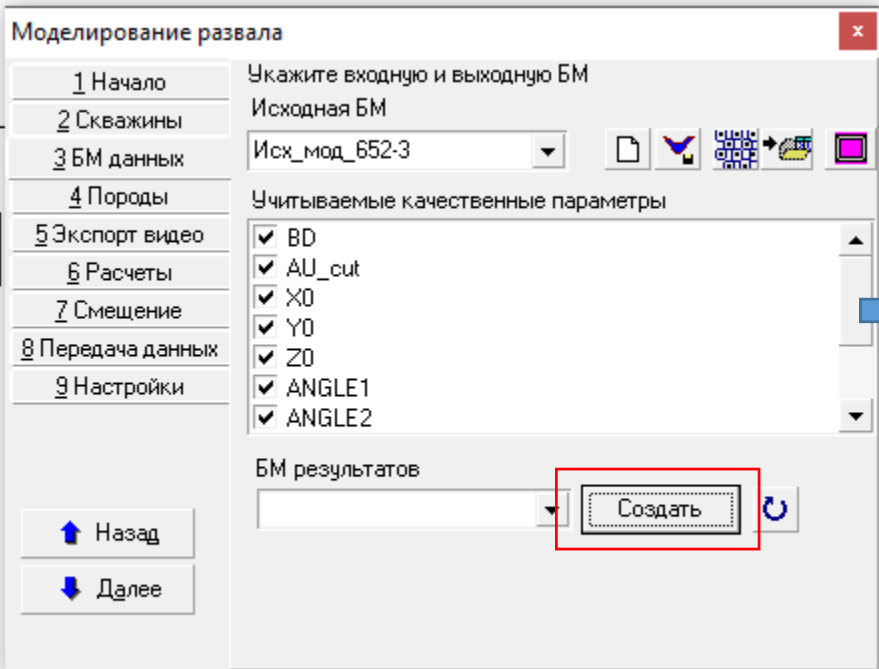 Моделирование развала
x
1 Начало
2 Скважины
3 БМ данных
4 Породы
5 Экспорт видео
6 Расчеты
7 Смещение
8 Передача данных
9 Настройки
Назад
Далее
Укажите входную и выходную БМ
Исходная БМ
Исх_мод_652-3
Учитываемые качественные параметры
BD
AU_cut
X0
Y0
Z0
ANGLE1
ANGLE2
БМ результатов
Создать